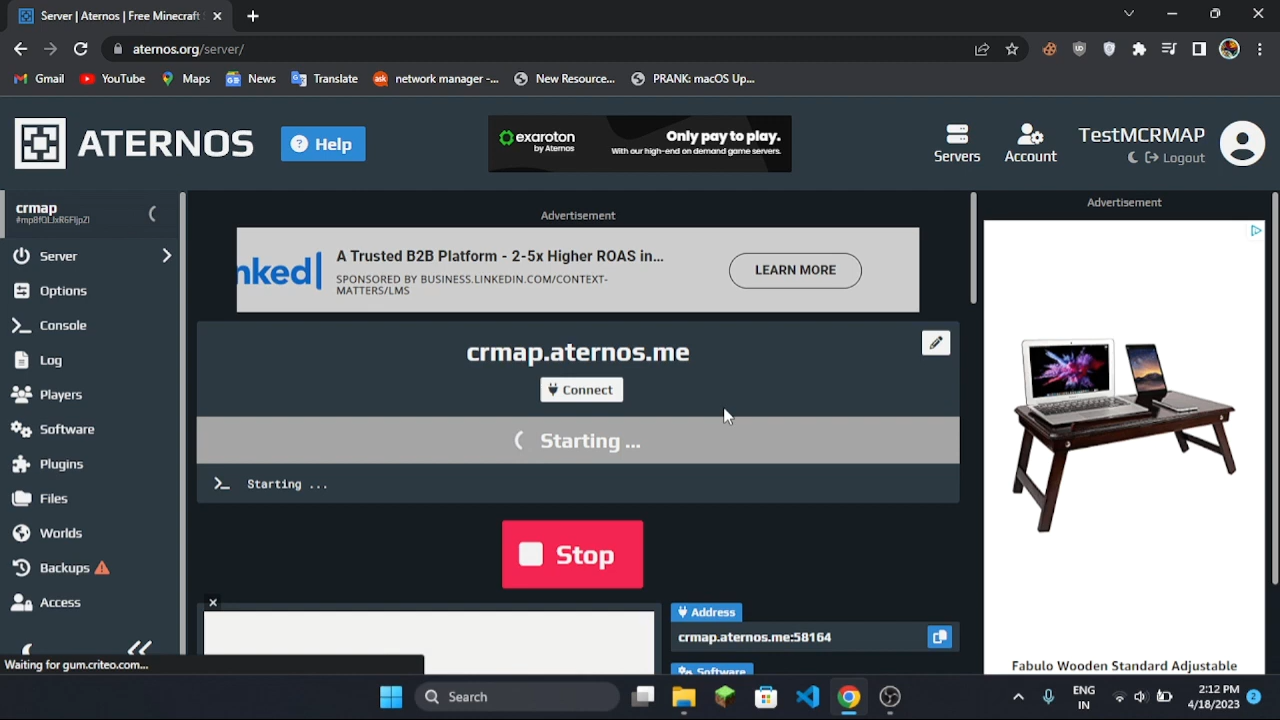 Server | Aternos | Free Minecraft
aternos.org/server/
Gmail
YouTube
Maps
News
Translate
ask
network manager -...
New Resource...
PRANK: macOS Up...
ATERNOS
? Help
exaroton
by Aternos
Only pay to play.
With our high-end on demand game servers.
Servers
Account
TestMCRMAP
Logout
crmap
Server
Options
Console
Log
Players
Software
Plugins
Files
Worlds
Backups
Access
Waiting for gum.criteo.com...
Advertisement
nked
A Trusted B2B Platform - 2-5x Higher ROAS in...
SPONSORED BY BUSINESS.LINKEDIN.COM/CONTEXT-
MATTERS/LMS
LEARN MORE
crmap.aternos.me
Connect
Starting ...
Starting ...
Stop
Address
crmap.aternos.me:58164
Software
Advertisement
Fabulo Wooden Standard Adjustable
Search
ENG
IN
2:12 PM
4/18/2023
2